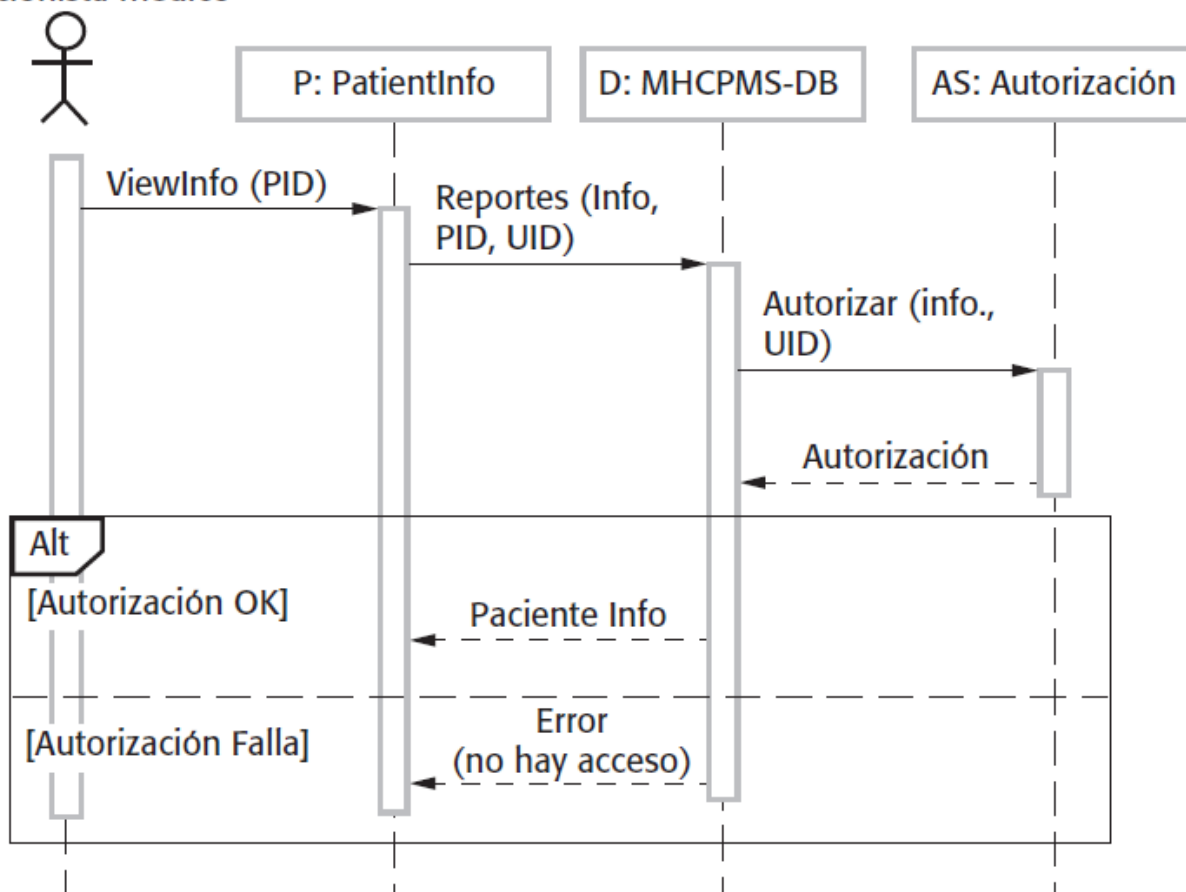 P: PatientInfo
D: MHCPMS-DB
AS: Autorización
ViewInfo (PID)
Reportes (Info,
PID, UID)
Autorizar (info.,
UID)
Autorización
Alt
[Autorización OK]
Paciente Info
[Autorización Falla]
Error
(no hay acceso)